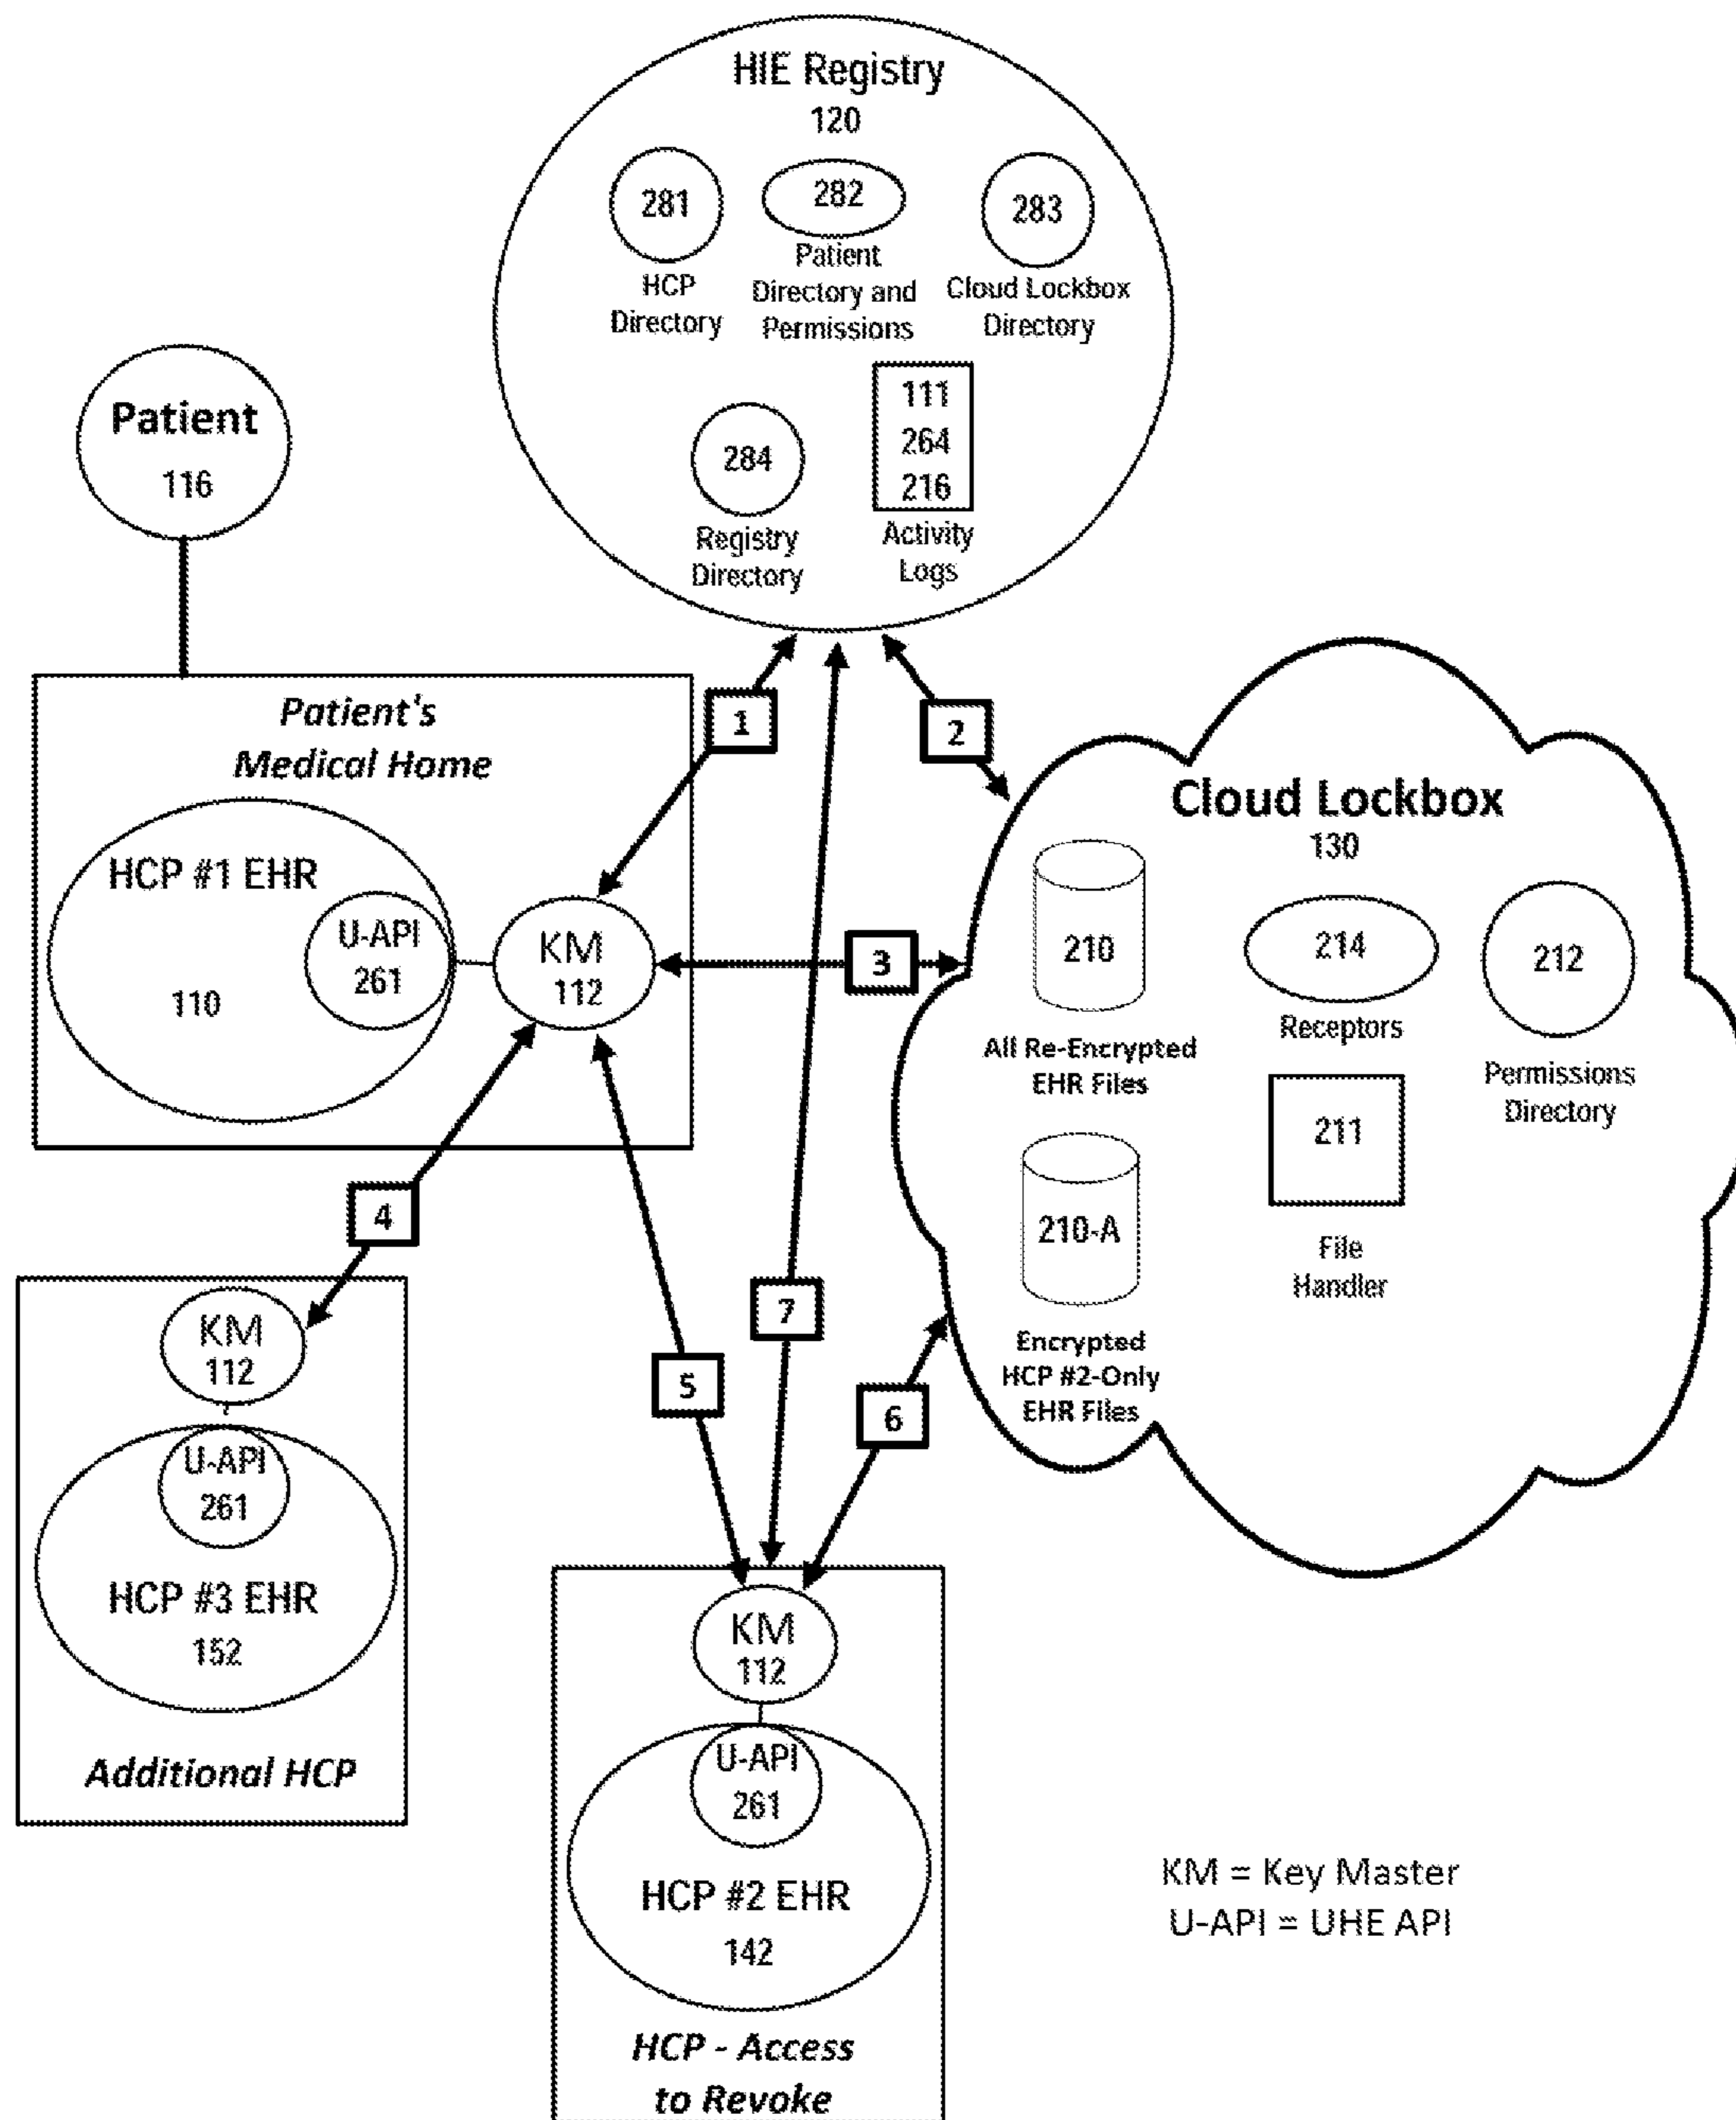 HIE Registry
120
281
282
283
HCP
Directory
Patient
Directory and
Permissions
Cloud Lockbox
Directory
284
Registry
Directory
111
264
216
Activity
Logs
Patient
116
Patient's
Medical Home
HCP #1 EHR
110
U-API
261
KM
112
1
2
3
Cloud Lockbox
130
210
All Re-Encrypted
EHR Files
214
Receptors
212
Permissions
Directory
211
File
Handler
210-A
Encrypted
HCP #2-Only
EHR Files
4
5
7
6
KM
112
U-API
261
HCP #3 EHR
152
Additional HCP
KM
112
U-API
261
HCP #2 EHR
142
HCP - Access
to Revoke
KM = Key Master
U-API = UHE API